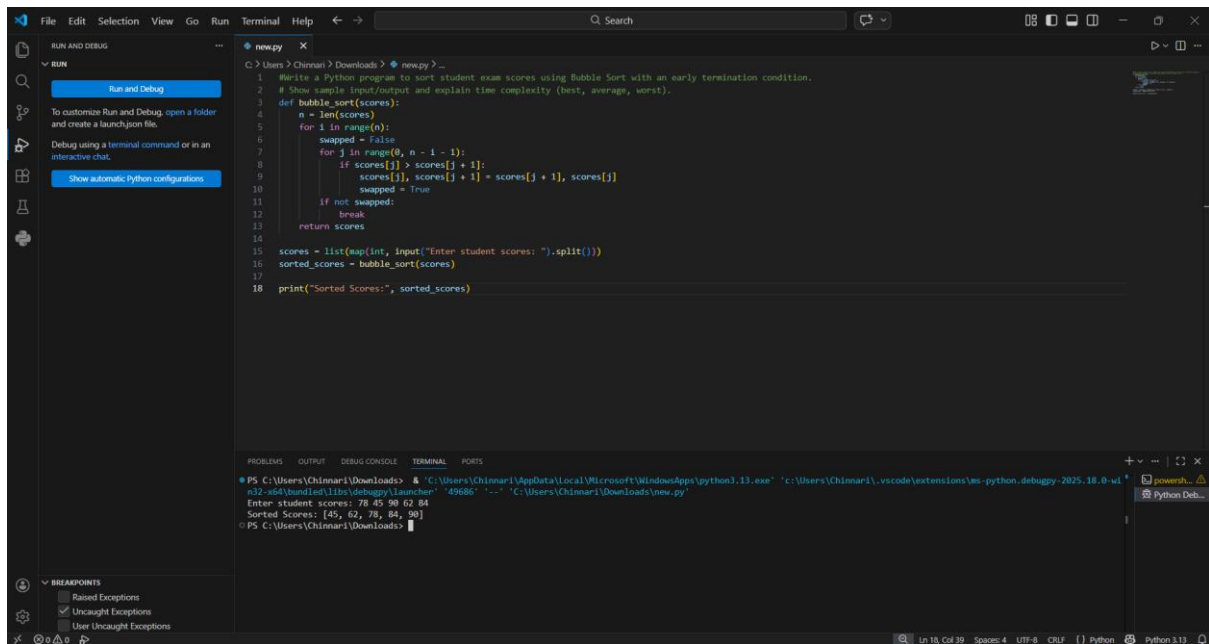 File Edit Selection View Go Run Terminal Help
Search
RUN AND DEBUG
RUN
Run and Debug
To customize Run and Debug, open a folder
and create a launch.json file.
Debug using a terminal command or in an
interactive chat.
Show automatic Python configurations
new.py
C: > Users > Chinnari > Downloads > new.py > ...
1 #Write a Python program to sort student exam scores using Bubble Sort with an early termination condition.
2 # Show sample input/output and explain time complexity (best, average, worst).
3 def bubble_sort(scores):
4 n = len(scores)
5 for i in range(n):
6 swapped = False
7 for j in range(0, n - i - 1):
8 if scores[j] > scores[j + 1]:
9 scores[j], scores[j + 1] = scores[j + 1], scores[j]
10 swapped = True
11 if not swapped:
12 break
13 return scores
14
15 scores = list(map(int, input("Enter student scores: ").split()))
16 sorted_scores = bubble_sort(scores)
17
18 print("Sorted Scores:", sorted_scores)
PROBLEMS OUTPUT DEBUG CONSOLE TERMINAL PORTS
PS C:\Users\Chinnari\Downloads> & 'C:\Users\Chinnari\AppData\Local\Microsoft\WindowsApps\python3.13.exe' 'c:\Users\Chinnari\.vscode\extensions\ms-python.debugpy-2025.18.0-wi
n32-x64\bundled\libs\debugpy\launcher' '49686' '--' 'C:\Users\Chinnari\Downloads\new.py'
Enter student scores: 78 45 90 62 84
Sorted Scores: [45, 62, 78, 84, 90]
PS C:\Users\Chinnari\Downloads>
powersh...
Python Deb...
BREAKPOINTS
Raised Exceptions
Uncaught Exceptions
User Uncaught Exceptions
0 0
Ln 18, Col 39 Spaces: 4 UTF-8 CRLF { } Python Python 3.13